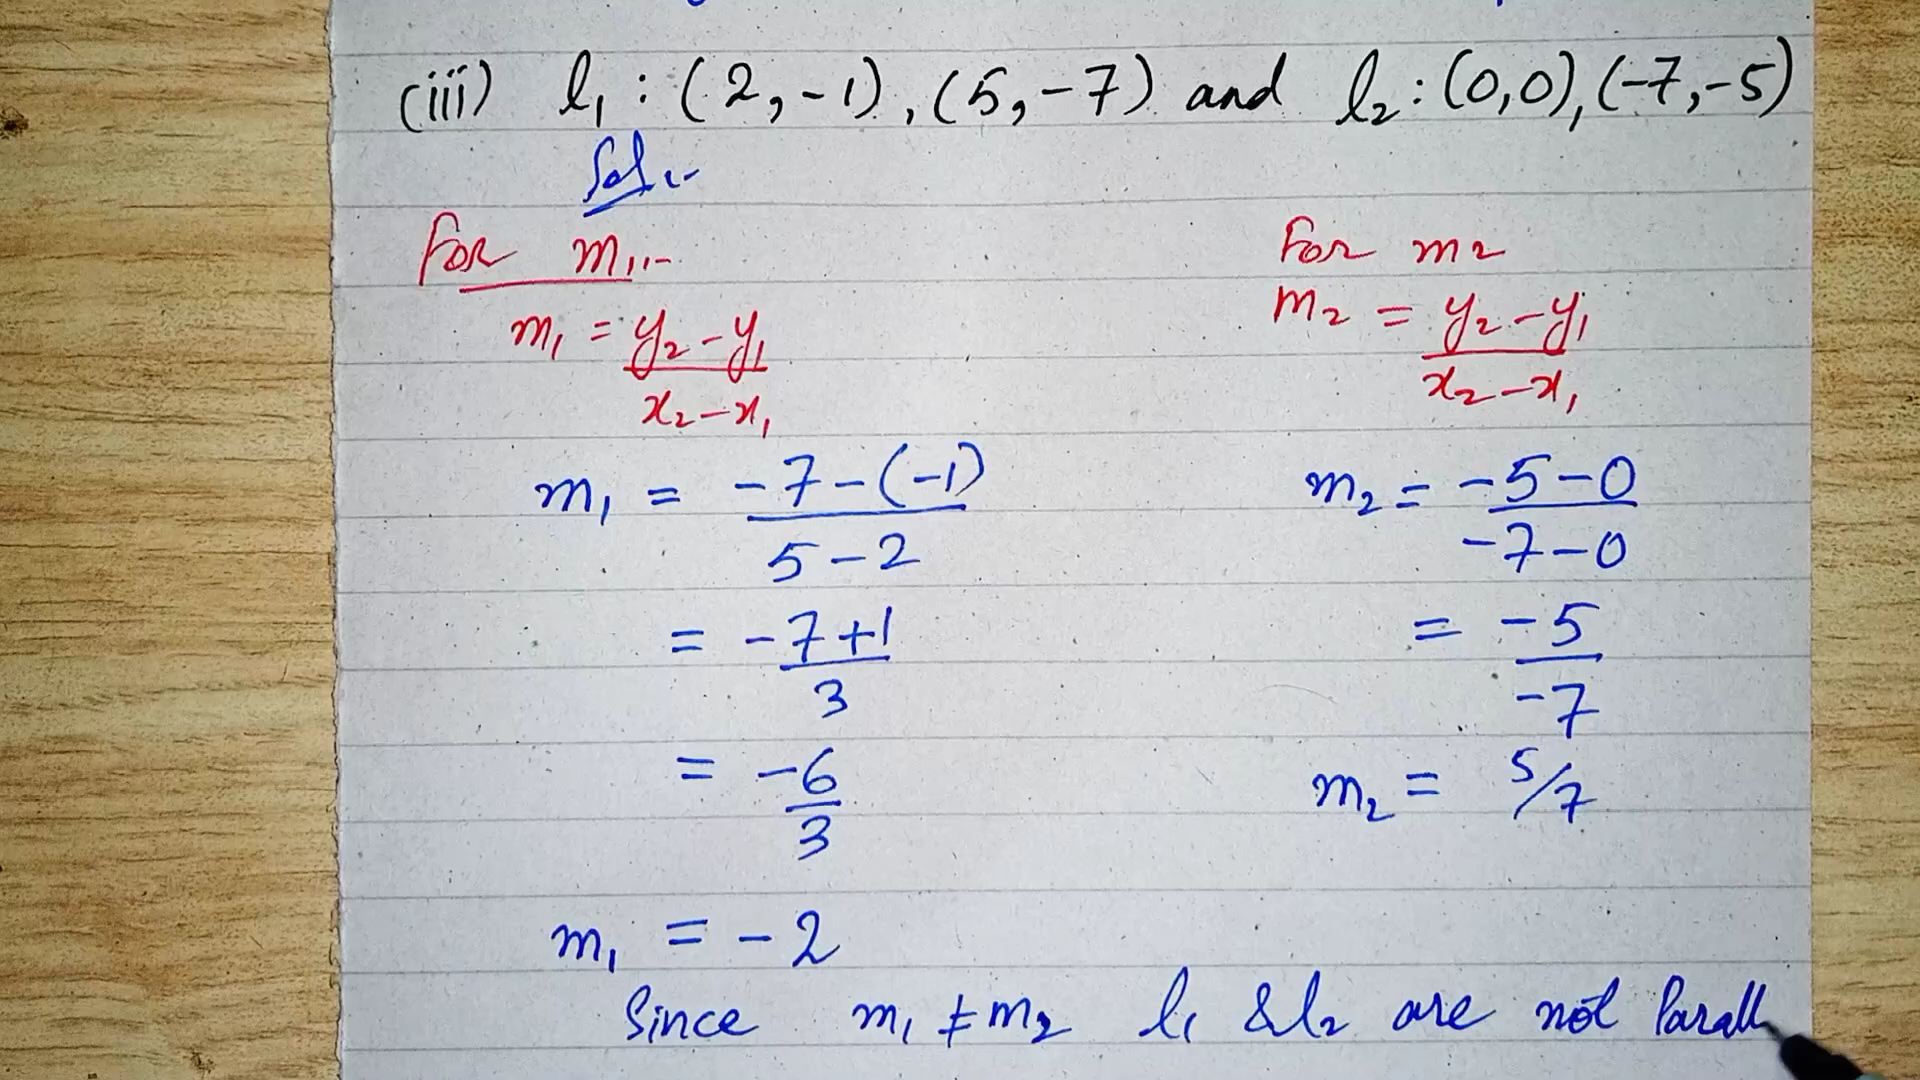 (iii) l₁ : (2,-1), (5,-7) and l₂ : (0,0), (-7,-5)
Sol:-
For m₁:-
m₁ = y₂-y₁ / x₂-x₁
m₁ = -7-(-1) / 5-2
= -7+1 / 3
= -6 / 3
m₁ = -2
For m₂
m₂ = y₂-y₁ / x₂-x₁
m₂ = -5-0 / -7-0
= -5 / -7
m₂ = 5/7
Since m₁ ≠ m₂ l₁ & l₂ are not Parall